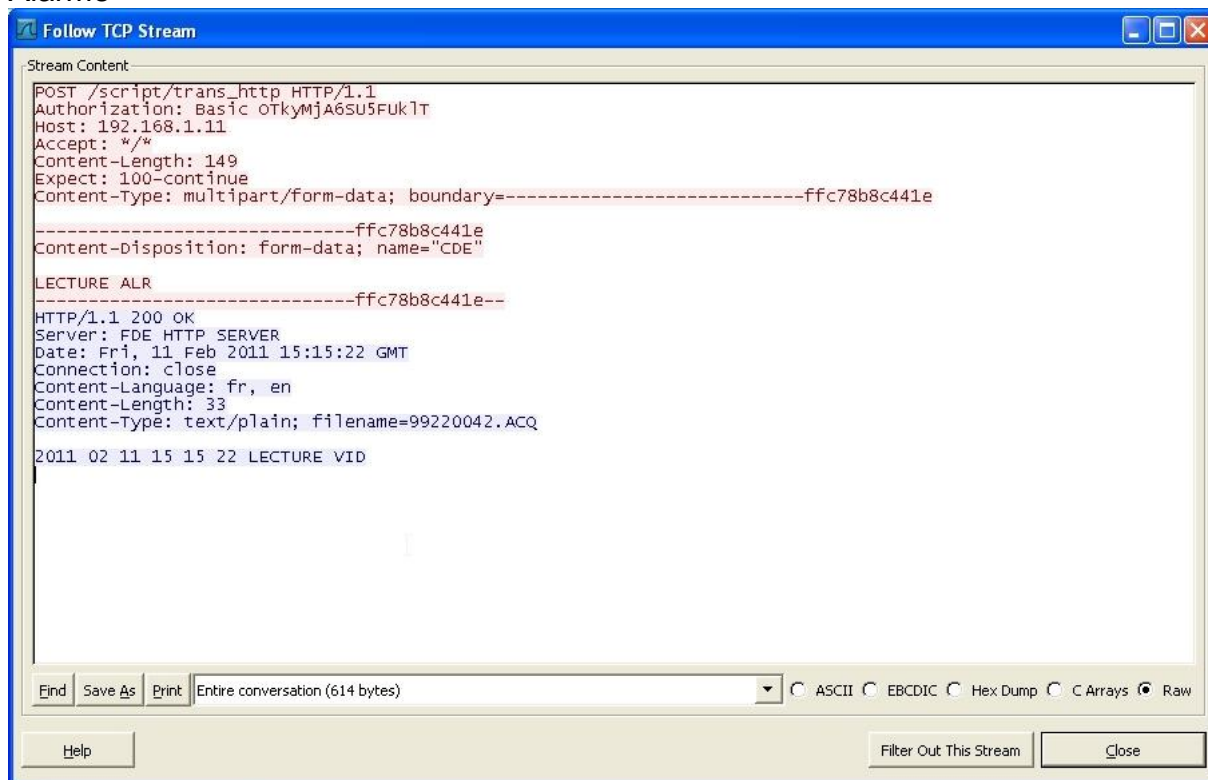 Follow TCP Stream
Stream Content
POST /script/trans_http HTTP/1.1
Authorization: Basic OTkyMjA6SU5FUklT
Host: 192.168.1.11
Accept: */*
Content-Length: 149
Expect: 100-continue
Content-Type: multipart/form-data; boundary=----------------------------ffc78b8c441e
------------------------------ffc78b8c441e
Content-Disposition: form-data; name="CDE"
LECTURE ALR
------------------------------ffc78b8c441e--
HTTP/1.1 200 OK
Server: FDE HTTP SERVER
Date: Fri, 11 Feb 2011 15:15:22 GMT
Connection: close
Content-Language: fr, en
Content-Length: 33
Content-Type: text/plain; filename=99220042.ACQ
2011 02 11 15 15 22 LECTURE VID
Find Save As Print Entire conversation (614 bytes) ASCII EBCDIC Hex Dump C Arrays Raw
Help Filter Out This Stream Close